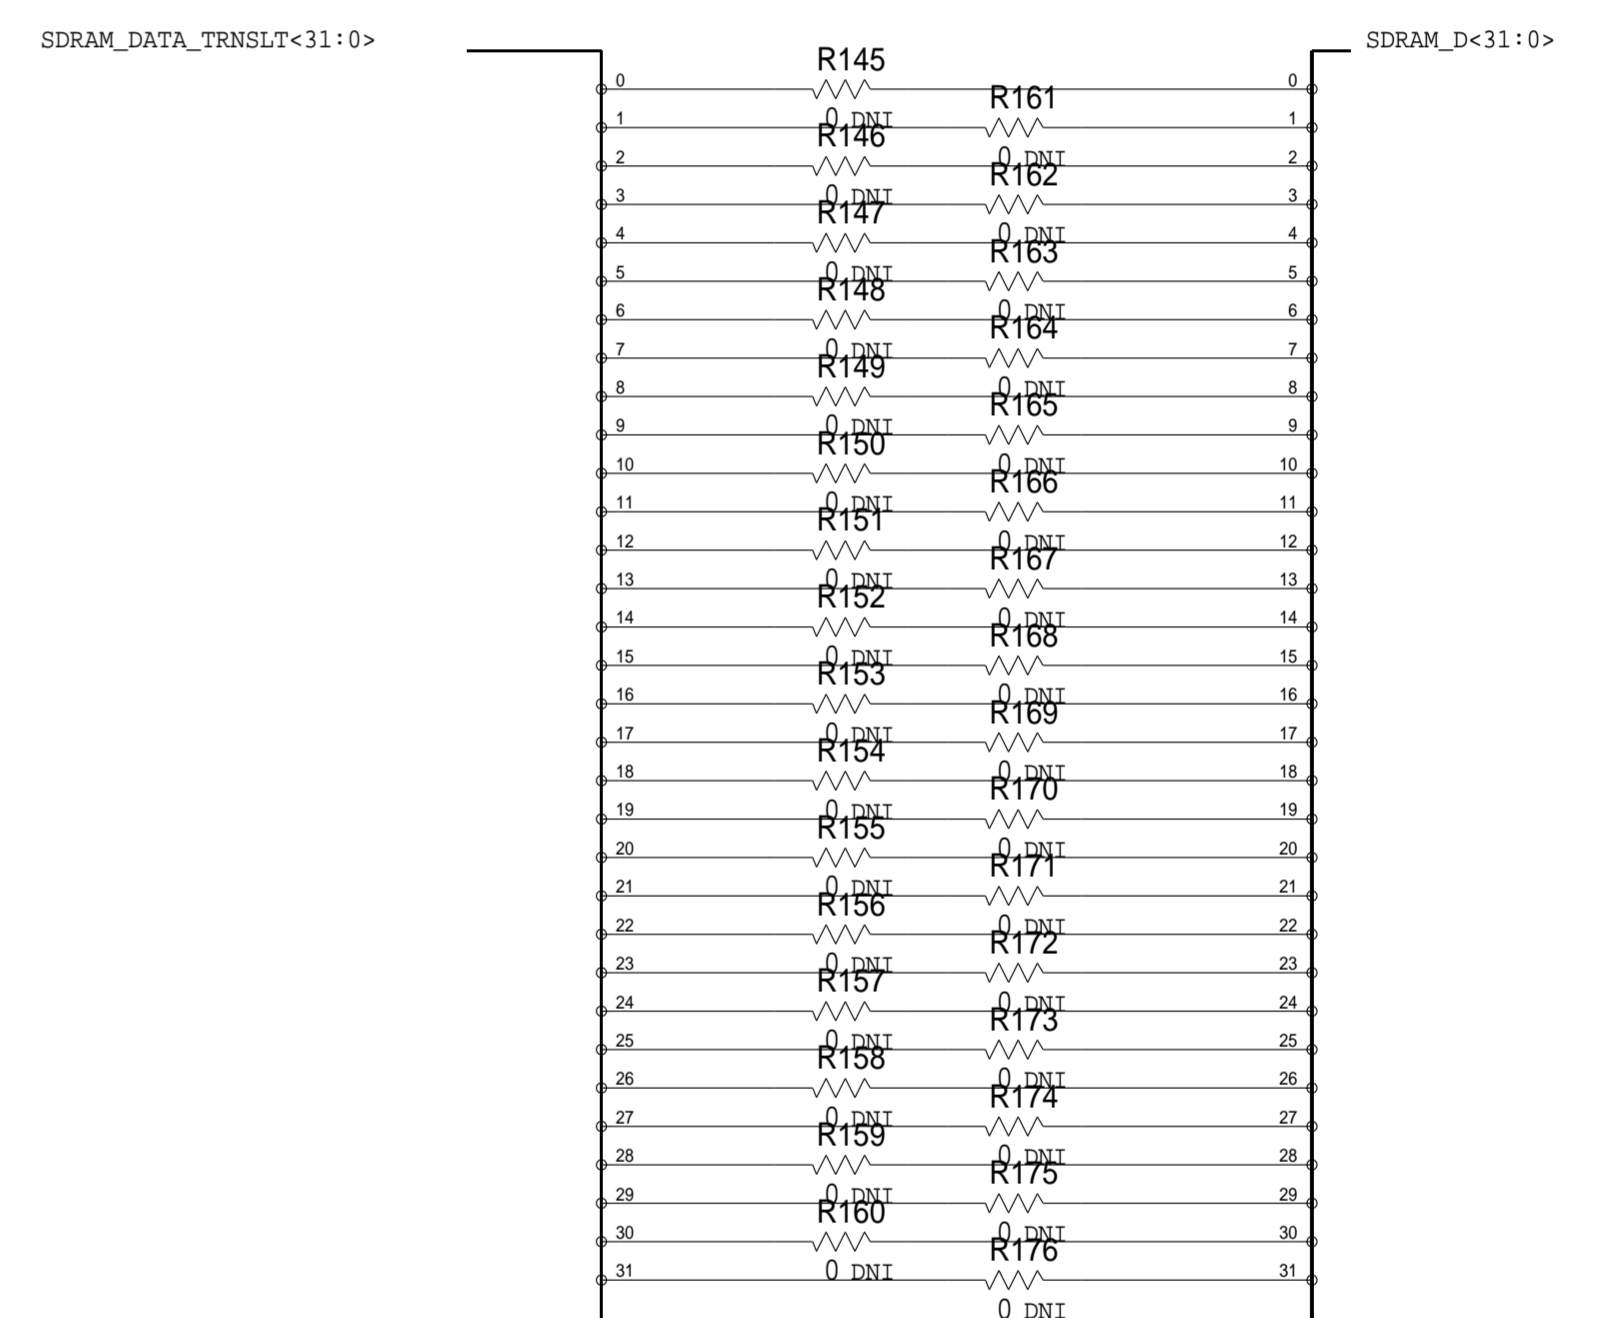 SDRAM_DATA_TRNSLT<31:0> SDRAM_D<31:0>
R145
0 0
R161
1 0 DNI 1
R146
2 0 DNI 2
R162
3 0 DNI 3
R147
4 0 DNI 4
R163
5 0 DNI 5
R148
6 0 DNI 6
R164
7 0 DNI 7
R149
8 0 DNI 8
R165
9 0 DNI 9
R150
10 0 DNI 10
R166
11 0 DNI 11
R151
12 0 DNI 12
R167
13 0 DNI 13
R152
14 0 DNI 14
R168
15 0 DNI 15
R153
16 0 DNI 16
R169
17 0 DNI 17
R154
18 0 DNI 18
R170
19 0 DNI 19
R155
20 0 DNI 20
R171
21 0 DNI 21
R156
22 0 DNI 22
R172
23 0 DNI 23
R157
24 0 DNI 24
R173
25 0 DNI 25
R158
26 0 DNI 26
R174
27 0 DNI 27
R159
28 0 DNI 28
R175
29 0 DNI 29
R160
30 0 DNI 30
R176
31 0 DNI 31
0 DNI